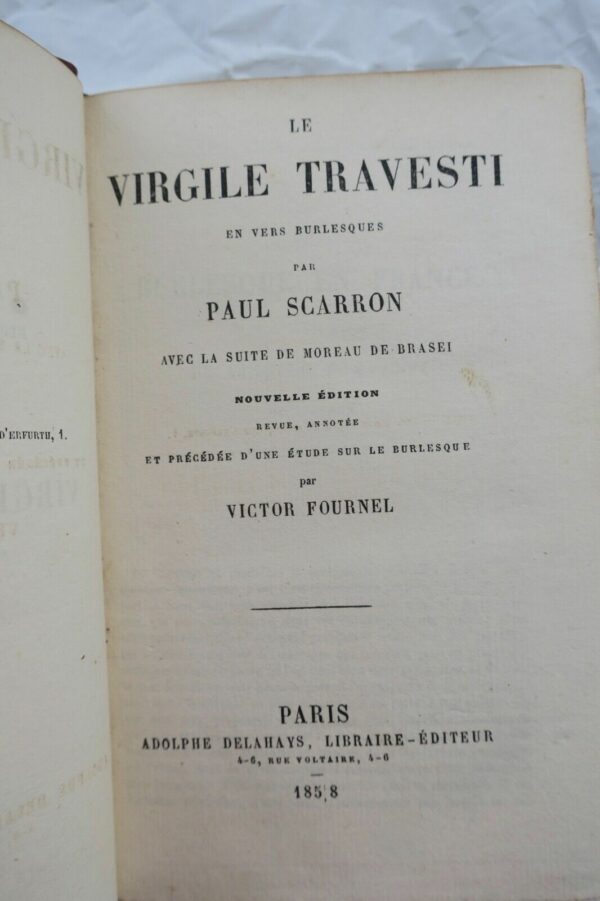 D'ERFURTH, 1.
LE
VIRGILE TRAVESTI
EN VERS BURLESQUES
PAR
PAUL SCARRON
AVEC LA SUITE DE MOREAU DE BRASEI
NOUVELLE ÉDITION
REVUE, ANNOTÉE
ET PRÉCÉDÉE D'UNE ÉTUDE SUR LE BURLESQUE
par
VICTOR FOURNEL
PARIS
ADOLPHE DELAHAYS, LIBRAIRE-ÉDITEUR
4-6, RUE VOLTAIRE, 4-6
1858